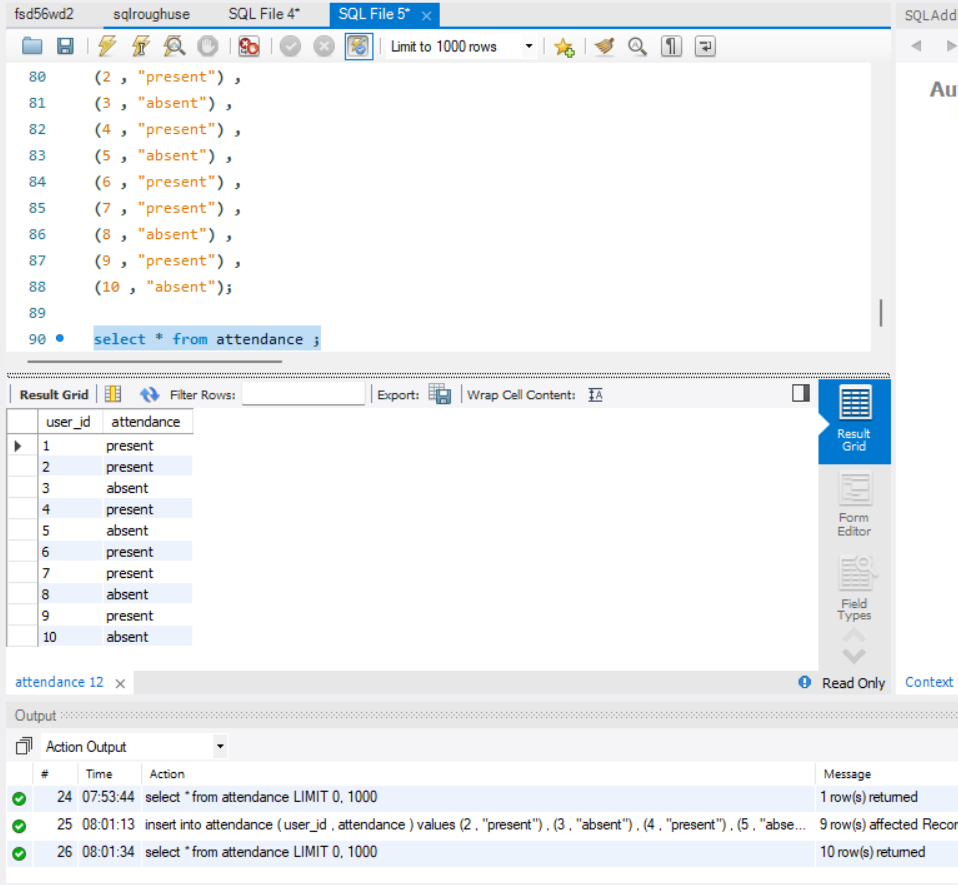 fsd56wd2 sqlroughuse SQL File 4* SQL File 5* SQLAdd
Limit to 1000 rows
Au
80 (2 , "present") ,
81 (3 , "absent") ,
82 (4 , "present") ,
83 (5 , "absent") ,
84 (6 , "present") ,
85 (7 , "present") ,
86 (8 , "absent") ,
87 (9 , "present") ,
88 (10 , "absent");
89
90 select * from attendance ;
Result Grid Filter Rows: Export: Wrap Cell Content:
user_id attendance
1 present
2 present
3 absent
4 present
5 absent
6 present
7 present
8 absent
9 present
10 absent
Result
Grid
Form
Editor
Field
Types
attendance 12 Read Only Context
Output
Action Output
# Time Action Message
24 07:53:44 select * from attendance LIMIT 0, 1000 1 row(s) returned
25 08:01:13 insert into attendance ( user_id , attendance ) values (2 , "present") , (3 , "absent") , (4 , "present") , (5 , "abse... 9 row(s) affected Recor
26 08:01:34 select * from attendance LIMIT 0, 1000 10 row(s) returned